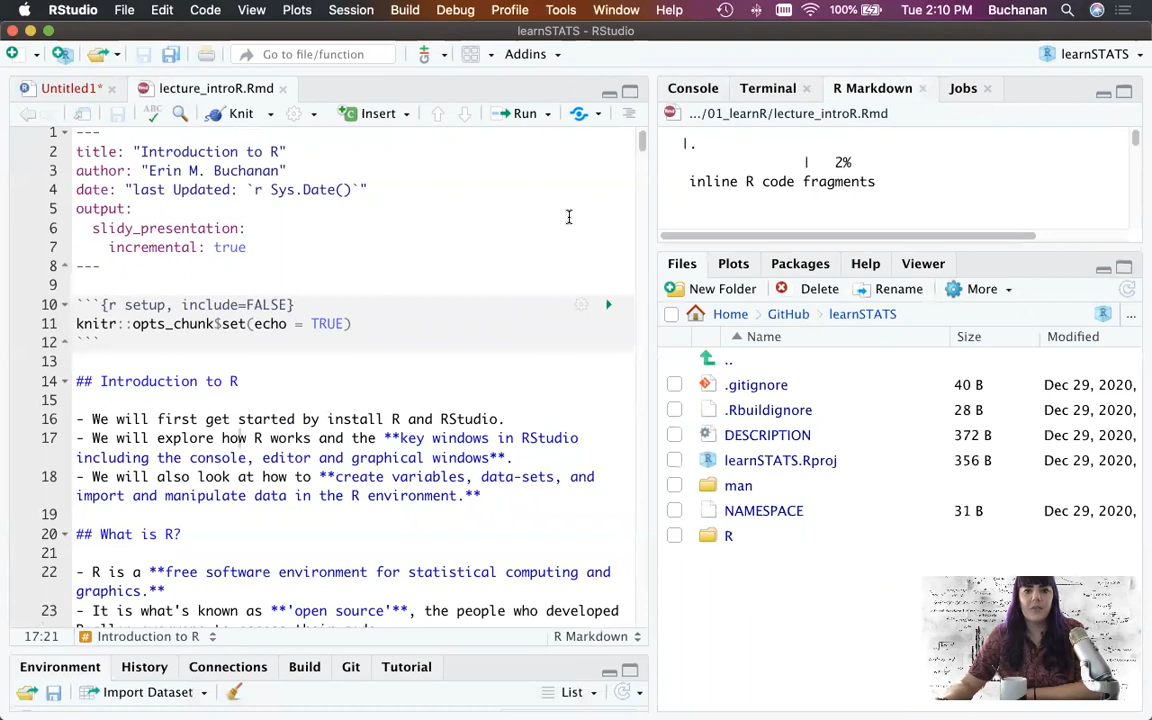 RStudio File Edit Code View Plots Session Build Debug Profile Tools Window Help 100% Tue 2:10 PM Buchanan
learnSTATS - RStudio
Go to file/function Addins learnSTATS
Untitled1* lecture_introR.Rmd
ABC Knit Insert Run
1 ---
2 title: "Introduction to R"
3 author: "Erin M. Buchanan"
4 date: "last Updated: `r Sys.Date()`"
5 output:
6 slidy_presentation:
7 incremental: true
8 ---
9
10 ```{r setup, include=FALSE}
11 knitr::opts_chunk$set(echo = TRUE)
12 ```
13
14 ## Introduction to R
15
16 - We will first get started by install R and RStudio.
17 - We will explore how R works and the **key windows in RStudio
including the console, editor and graphical windows**.
18 - We will also look at how to **create variables, data-sets, and
import and manipulate data in the R environment.**
19
20 ## What is R?
21
22 - R is a **free software environment for statistical computing and
graphics.**
23 - It is what's known as **'open source'**, the people who developed
17:21 Introduction to R R Markdown
Environment History Connections Build Git Tutorial
Import Dataset List
Console Terminal R Markdown Jobs
.../01_learnR/lecture_introR.Rmd
|.
| 2%
inline R code fragments
Files Plots Packages Help Viewer
New Folder Delete Rename More
Home GitHub learnSTATS ...
Name Size Modified
..
.gitignore 40 B Dec 29, 2020,
.Rbuildignore 28 B Dec 29, 2020,
DESCRIPTION 372 B Dec 29, 2020,
learnSTATS.Rproj 356 B Dec 29, 2020,
man
NAMESPACE 31 B Dec 29, 2020,
R